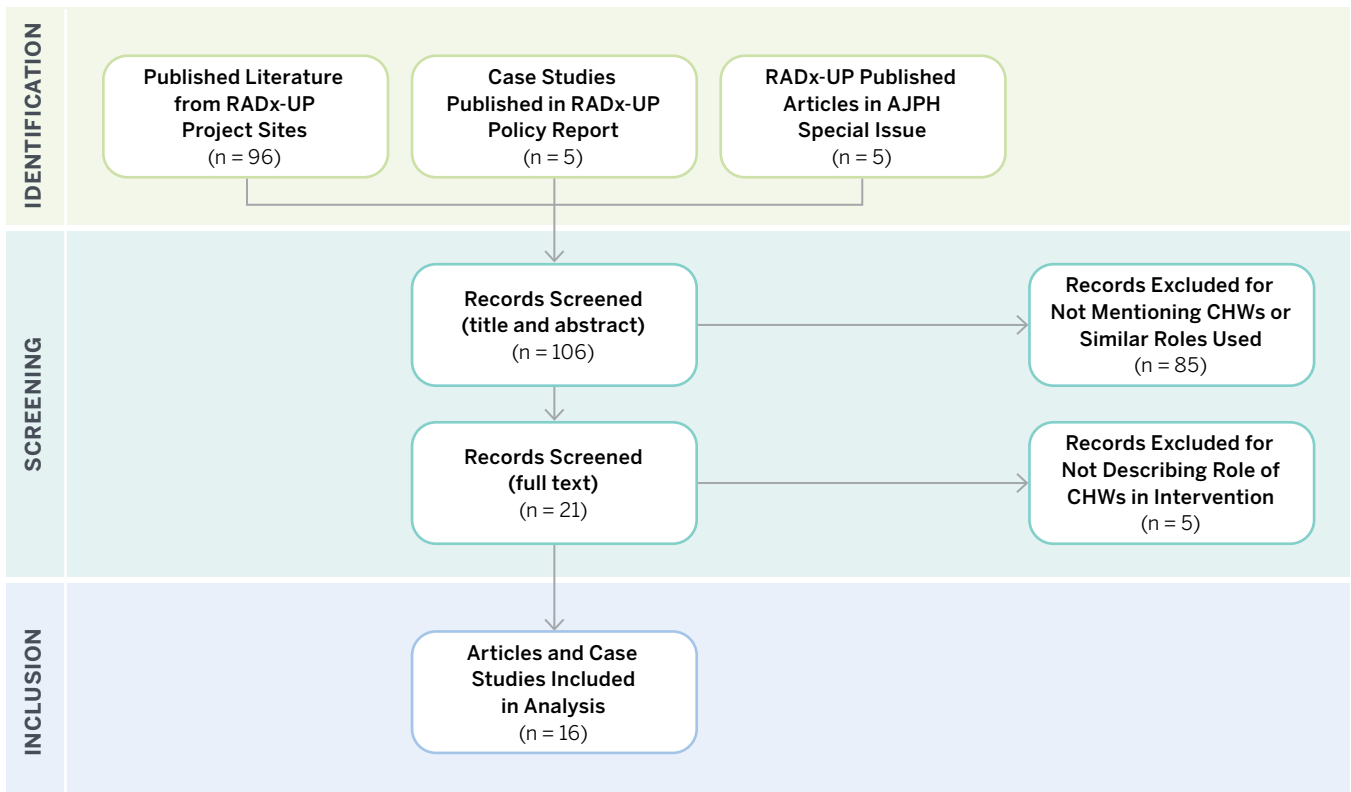 IDENTIFICATION
Published Literature
from RADx-UP
Project Sites
(n = 96)
Case Studies
Published in RADx-UP
Policy Report
(n = 5)
RADx-UP Published
Articles in AJPH
Special Issue
(n = 5)
SCREENING
Records Screened
(title and abstract)
(n = 106)
Records Excluded for
Not Mentioning CHWs or
Similar Roles Used
(n = 85)
Records Screened
(full text)
(n = 21)
Records Excluded for
Not Describing Role of
CHWs in Intervention
(n = 5)
INCLUSION
Articles and Case
Studies Included
in Analysis
(n = 16)